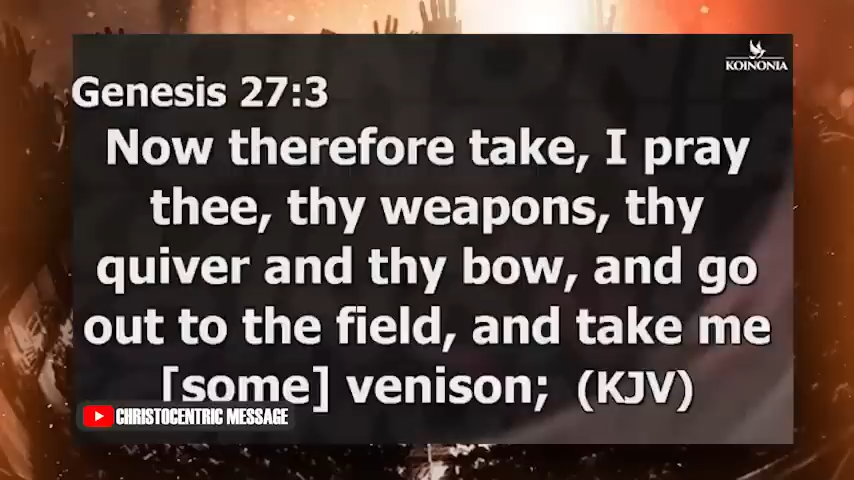 KOINONIA
Genesis 27:3
Now therefore take, I pray
thee, thy weapons, thy
quiver and thy bow, and go
out to the field, and take me
[some] venison; (KJV)
CHRISTOCENTRIC MESSAGE